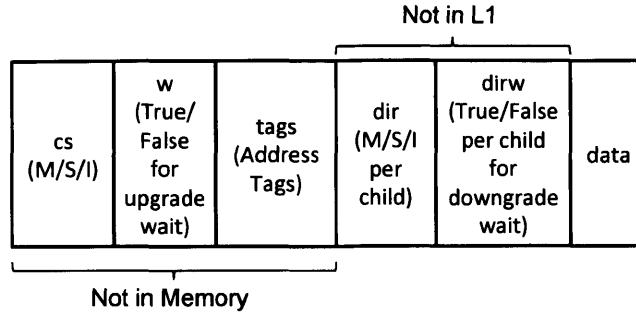 Not in L1
cs
(M/S/I)
w
(True/
False
for
upgrade
wait)
tags
(Address
Tags)
dir
(M/S/I
per
child)
dirw
(True/False
per child
for
downgrade
wait)
data
Not in Memory